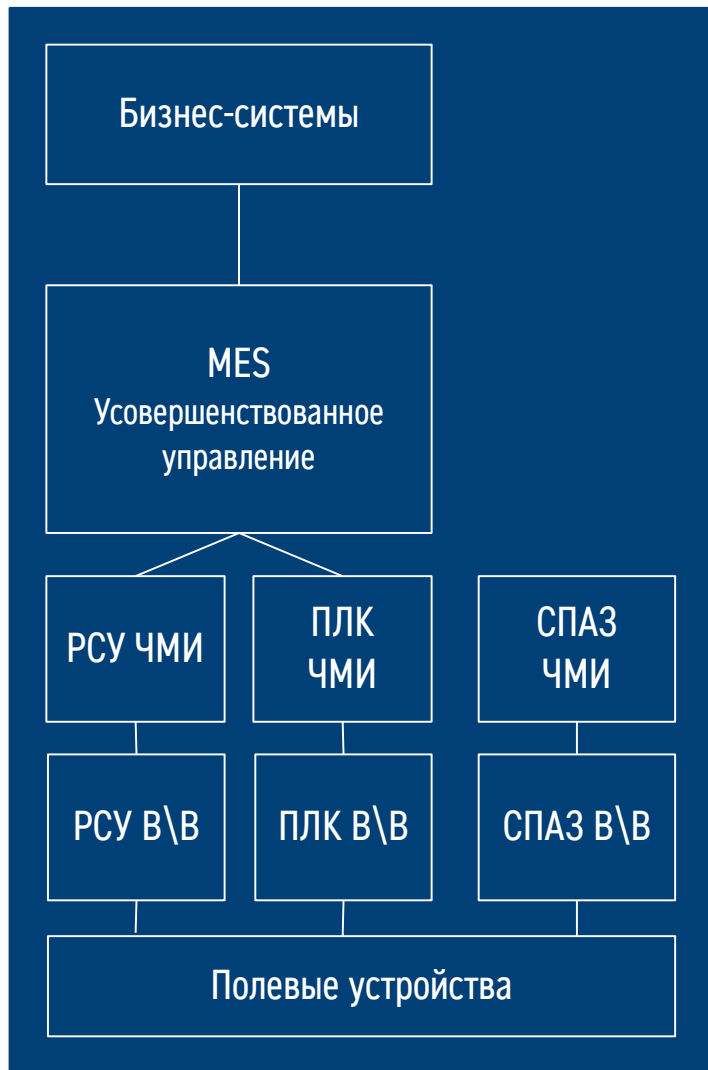 Бизнес-системы
MES
Усовершенствованное
управление
РСУ ЧМИ
ПЛК
ЧМИ
СПАЗ
ЧМИ
РСУ В\В
ПЛК В\В
СПАЗ В\В
Полевые устройства